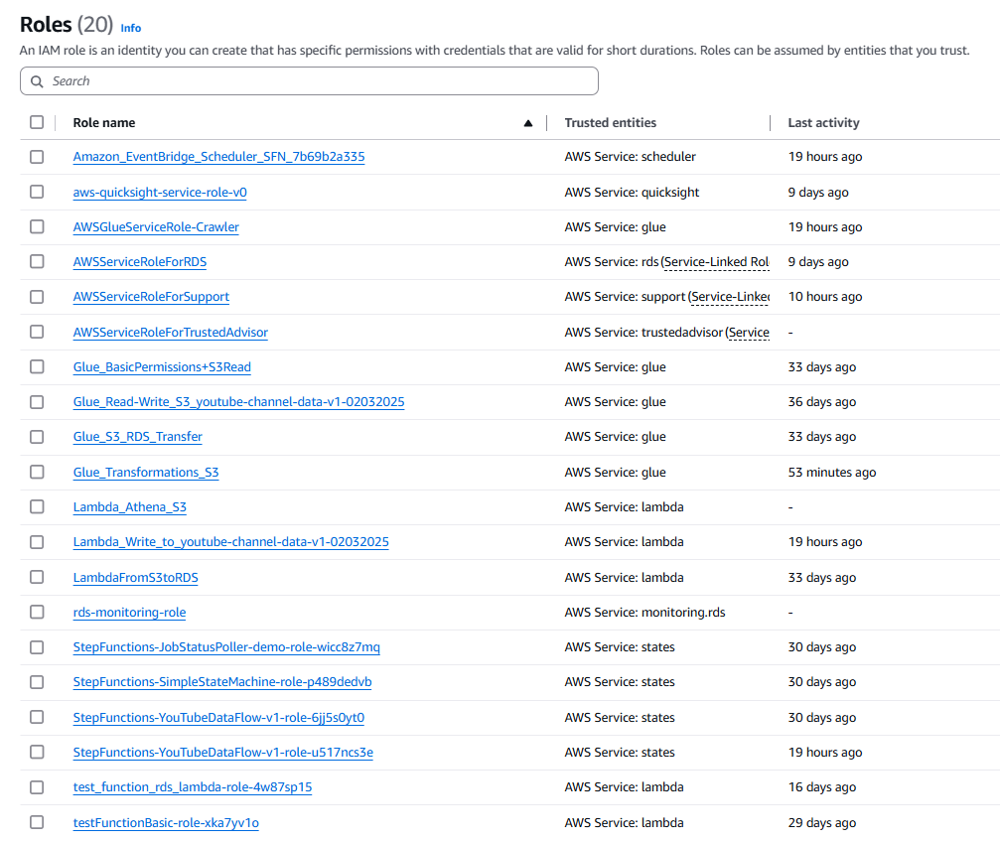 Roles (20) Info
An IAM role is an identity you can create that has specific permissions with credentials that are valid for short durations. Roles can be assumed by entities that you trust.
Search
Role name Trusted entities Last activity
Amazon_EventBridge_Scheduler_SFN_7b69b2a335 AWS Service: scheduler 19 hours ago
aws-quicksight-service-role-v0 AWS Service: quicksight 9 days ago
AWSGlueServiceRole-Crawler AWS Service: glue 19 hours ago
AWSServiceRoleForRDS AWS Service: rds (Service-Linked Rol 9 days ago
AWSServiceRoleForSupport AWS Service: support (Service-Linked 10 hours ago
AWSServiceRoleForTrustedAdvisor AWS Service: trustedadvisor (Service -
Glue_BasicPermissions+S3Read AWS Service: glue 33 days ago
Glue_Read-Write_S3_youtube-channel-data-v1-02032025 AWS Service: glue 36 days ago
Glue_S3_RDS_Transfer AWS Service: glue 33 days ago
Glue_Transformations_S3 AWS Service: glue 53 minutes ago
Lambda_Athena_S3 AWS Service: lambda -
Lambda_Write_to_youtube-channel-data-v1-02032025 AWS Service: lambda 19 hours ago
LambdaFromS3toRDS AWS Service: lambda 33 days ago
rds-monitoring-role AWS Service: monitoring.rds -
StepFunctions-JobStatusPoller-demo-role-wicc8z7mq AWS Service: states 30 days ago
StepFunctions-SimpleStateMachine-role-p489dedvb AWS Service: states 30 days ago
StepFunctions-YouTubeDataFlow-v1-role-6jj5s0yt0 AWS Service: states 30 days ago
StepFunctions-YouTubeDataFlow-v1-role-u517ncs3e AWS Service: states 19 hours ago
test_function_rds_lambda-role-4w87sp15 AWS Service: lambda 16 days ago
testFunctionBasic-role-xka7yv1o AWS Service: lambda 29 days ago